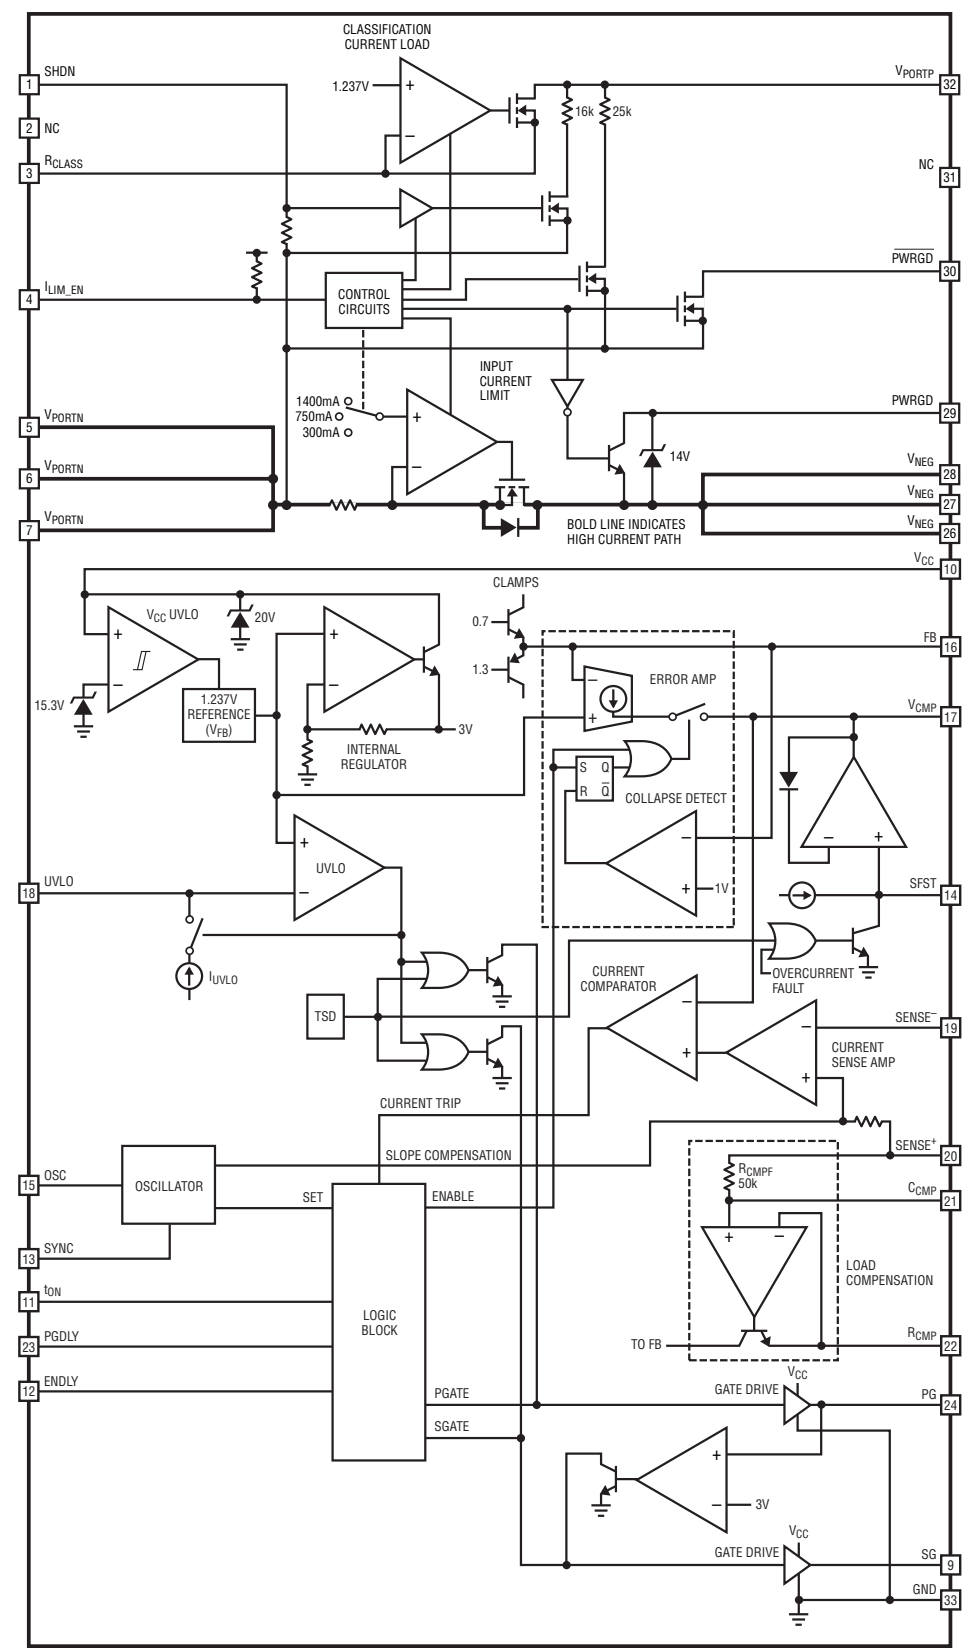 CLASSIFICATION
CURRENT LOAD
1 SHDN
1.237V
+
−
16k
25k
VPORTP 32
2 NC
3 RCLASS
NC 31
4 ILIM_EN
CONTROL
CIRCUITS
PWRGD 30
INPUT
CURRENT
LIMIT
1400mA
750mA
300mA
+
−
PWRGD 29
14V
5 VPORTN
6 VPORTN
7 VPORTN
VNEG 28
VNEG 27
VNEG 26
BOLD LINE INDICATES
HIGH CURRENT PATH
VCC 10
CLAMPS
VCC UVLO
+
−
20V
15.3V
1.237V
REFERENCE
(VFB)
+
−
INTERNAL
REGULATOR
3V
0.7
1.3
FB 16
ERROR AMP
−
+
VCMP 17
S Q
R Q
COLLAPSE DETECT
−
+
1V
−
+
18 UVLO
+
UVLO
−
IUVLO
SFST 14
OVERCURRENT
FAULT
TSD
CURRENT
COMPARATOR
−
+
SENSE− 19
−
CURRENT
SENSE AMP
+
CURRENT TRIP
SENSE+ 20
SLOPE COMPENSATION
15 OSC
OSCILLATOR
SET
ENABLE
RCMPF
50k
CCMP 21
+
−
LOAD
COMPENSATION
13 SYNC
11 tON
LOGIC
BLOCK
23 PGDLY
TO FB
RCMP 22
12 ENDLY
PGATE
SGATE
VCC
GATE DRIVE
PG 24
+
−
3V
VCC
GATE DRIVE
SG 9
GND 33